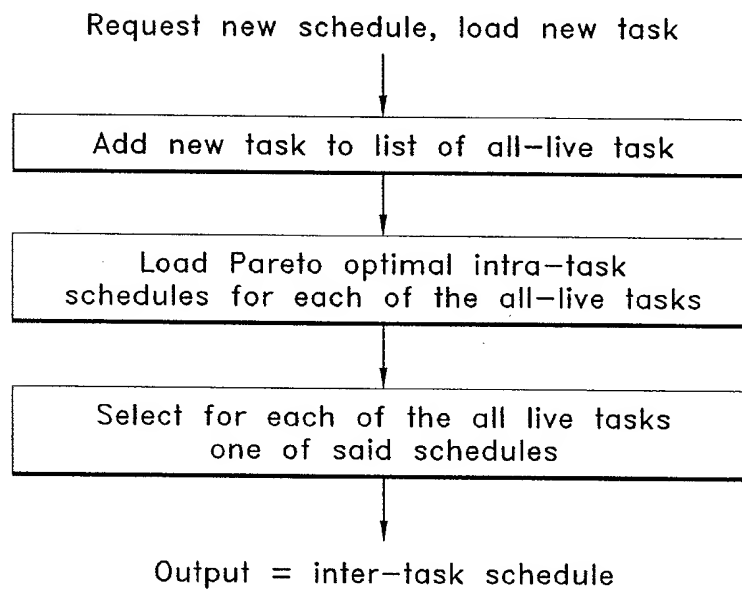 Request new schedule, load new task
Add new task to list of all-live task
Load Pareto optimal intra-task
schedules for each of the all-live tasks
Select for each of the all live tasks
one of said schedules
Output = inter-task schedule